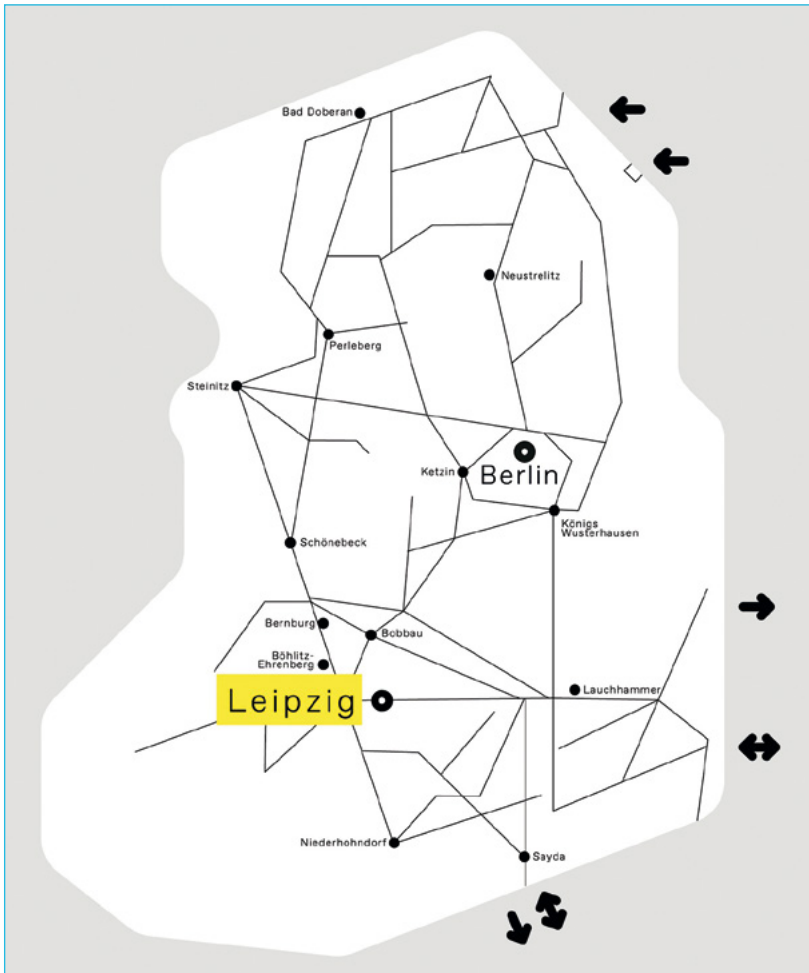 Bad Doberan
Neustrelitz
Perleberg
Steinitz
Ketzin
Berlin
Königs
Wusterhausen
Schönebeck
Bernburg
Bobbau
Böhlitz-
Ehrenberg
Lauchhammer
Leipzig
Niederhohndorf
Sayda